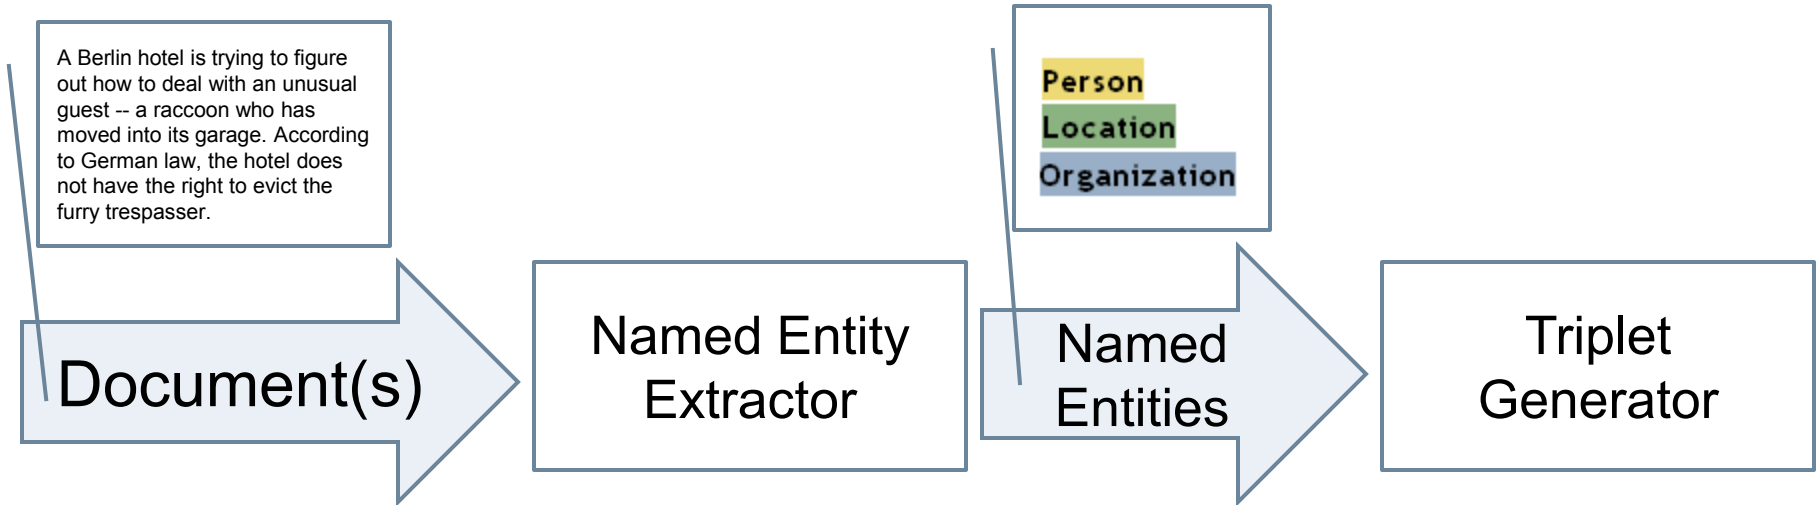 A Berlin hotel is trying to figure
out how to deal with an unusual
guest -- a raccoon who has
moved into its garage. According
to German law, the hotel does
not have the right to evict the
furry trespasser.
Document(s)
Named Entity
Extractor
Person
Location
Organization
Named
Entities
Triplet
Generator